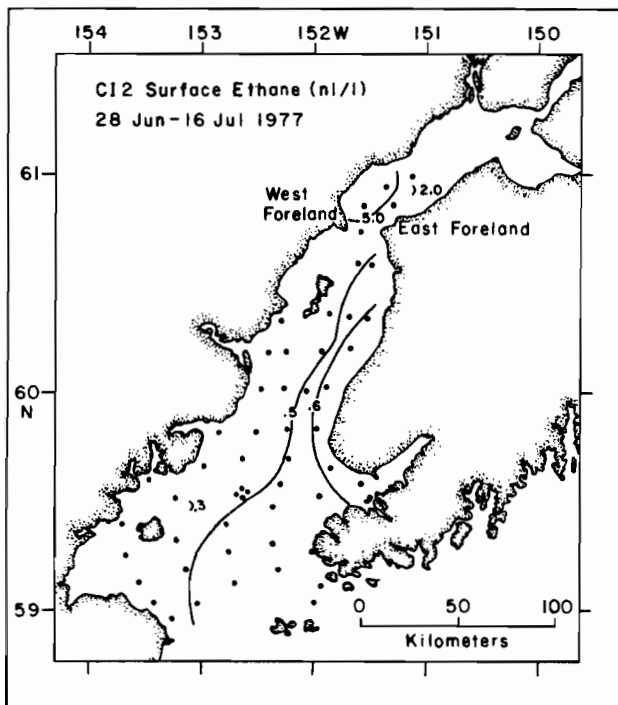 154 153 152W 151 150
CI2 Surface Ethane (nl/l)
28 Jun-16 Jul 1977
61
West
Foreland
2.0
5.0
East Foreland
60
N
.5
.6
.3
59
0 50 100
Kilometers